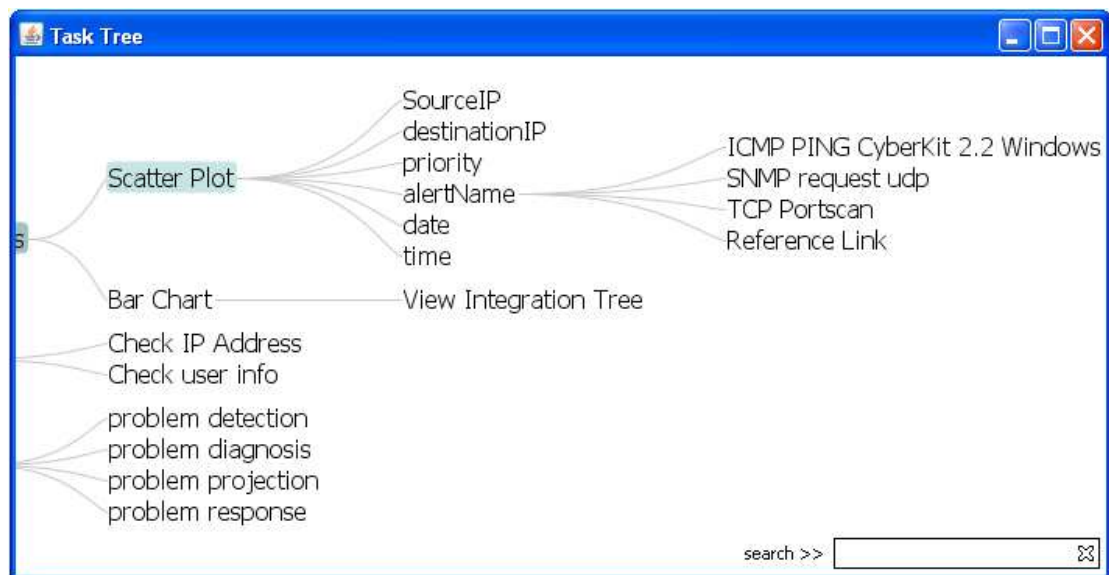 Task Tree
SourceIP
destinationIP
priority
alertName
date
time
ICMP PING CyberKit 2.2 Windows
SNMP request udp
TCP Portscan
Reference Link
Scatter Plot
s
Bar Chart
View Integration Tree
Check IP Address
Check user info
problem detection
problem diagnosis
problem projection
problem response
search >>